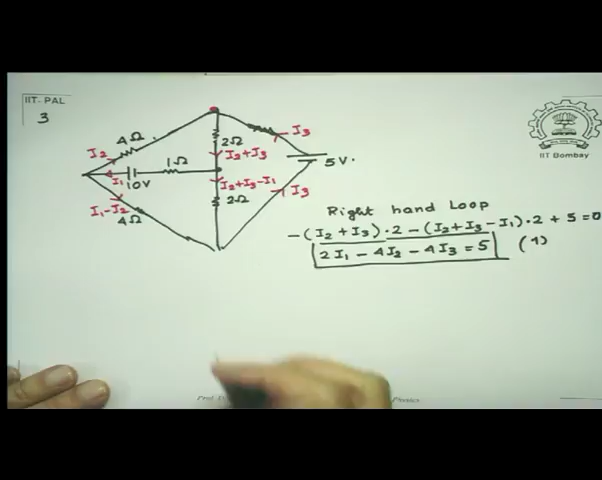 IIT-PAL
3
IIT Bombay
4Ω
I2
2Ω
I3
I2+I3
1Ω
I1
10V
5V.
I2+I3-I1
I3
I1-I2
4Ω
2Ω
Right hand Loop
-(I2+I3).2-(I2+I3-I1).2+5=0
2I1-4I2-4I3=5 (1)
Prof
Physics